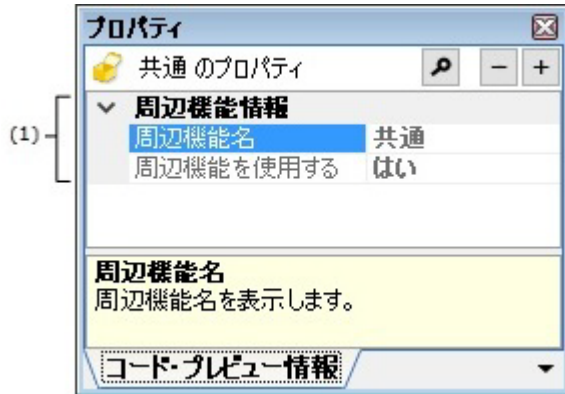 プロパティ
共通 のプロパティ
(1)
周辺機能情報
周辺機能名 共通
周辺機能を使用する はい
周辺機能名
周辺機能名を表示します。
コード・プレビュー情報